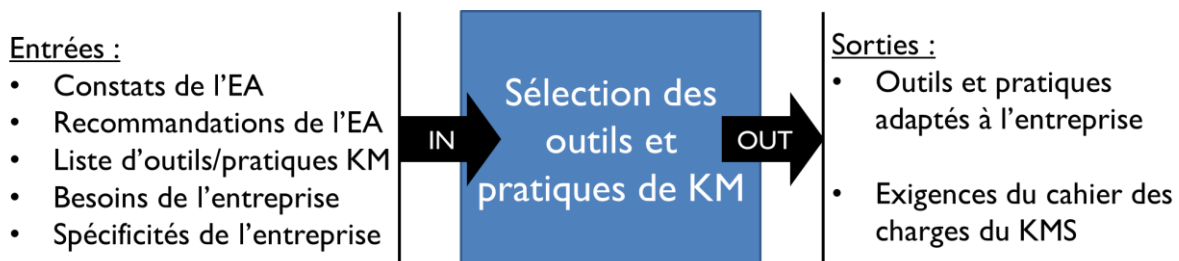 Entrées :
• Constats de l’EA
• Recommandations de l’EA
• Liste d’outils/pratiques KM
• Besoins de l’entreprise
• Spécificités de l’entreprise
IN
Sélection des
outils et
pratiques de KM
OUT
Sorties :
• Outils et pratiques
adaptés à l’entreprise
• Exigences du cahier des
charges du KMS